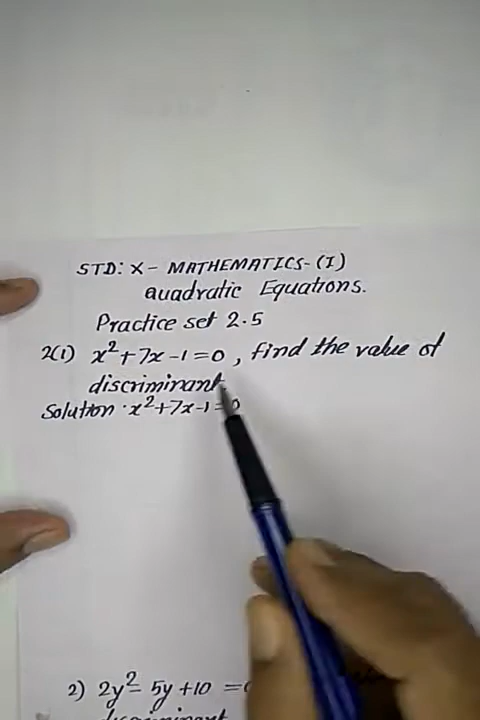 STD: X - MATHEMATICS-(I)
Quadratic Equations.
Practice set 2.5
2(1) x²+7x-1=0, find the value of
discriminant
Solution · x²+7x-1=0
2) 2y²- 5y +10 =
discriminant